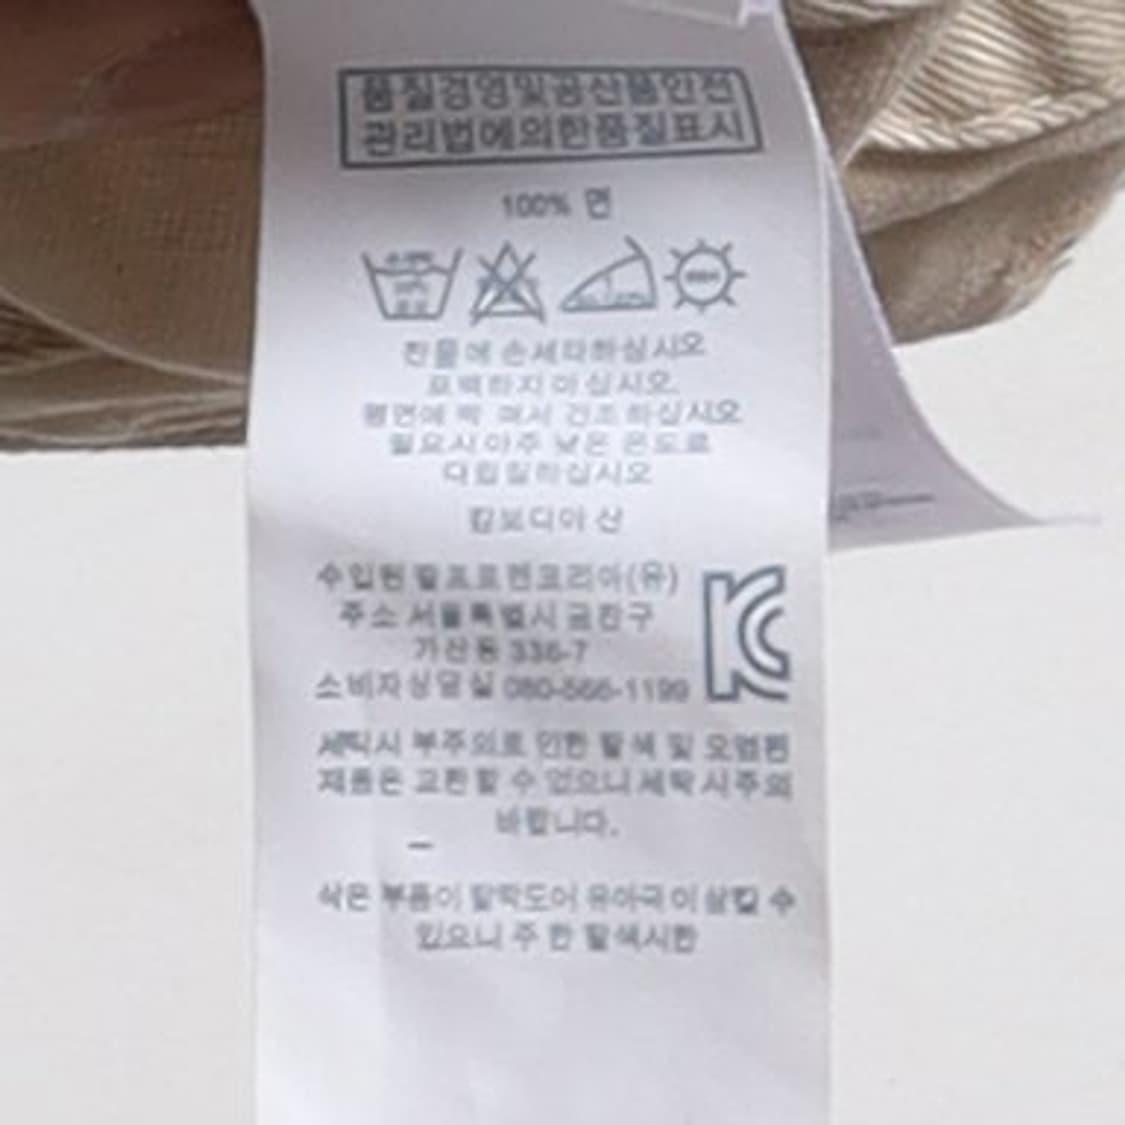 품질경영및공산품안전
관리법에의한품질표시
100% 면
찬물에 손세탁하십시오
표백하지 마십시오.
평면에 펴서 건조하십시오
필요시 아주 낮은 온도로
다림질하십시오
캄보디아 산
수입원 랄프로렌코리아(유)
주소 서울특별시 금천구
가산동 336-7
소비자상담실 080-566-1199
세탁시 부주의로 인한 탈색 및 오염된
제품은 교환할 수 없으니 세탁 시주의
바랍니다.
작은 부품이 탈락되어 유아국이 삼킬 수
있으니 주